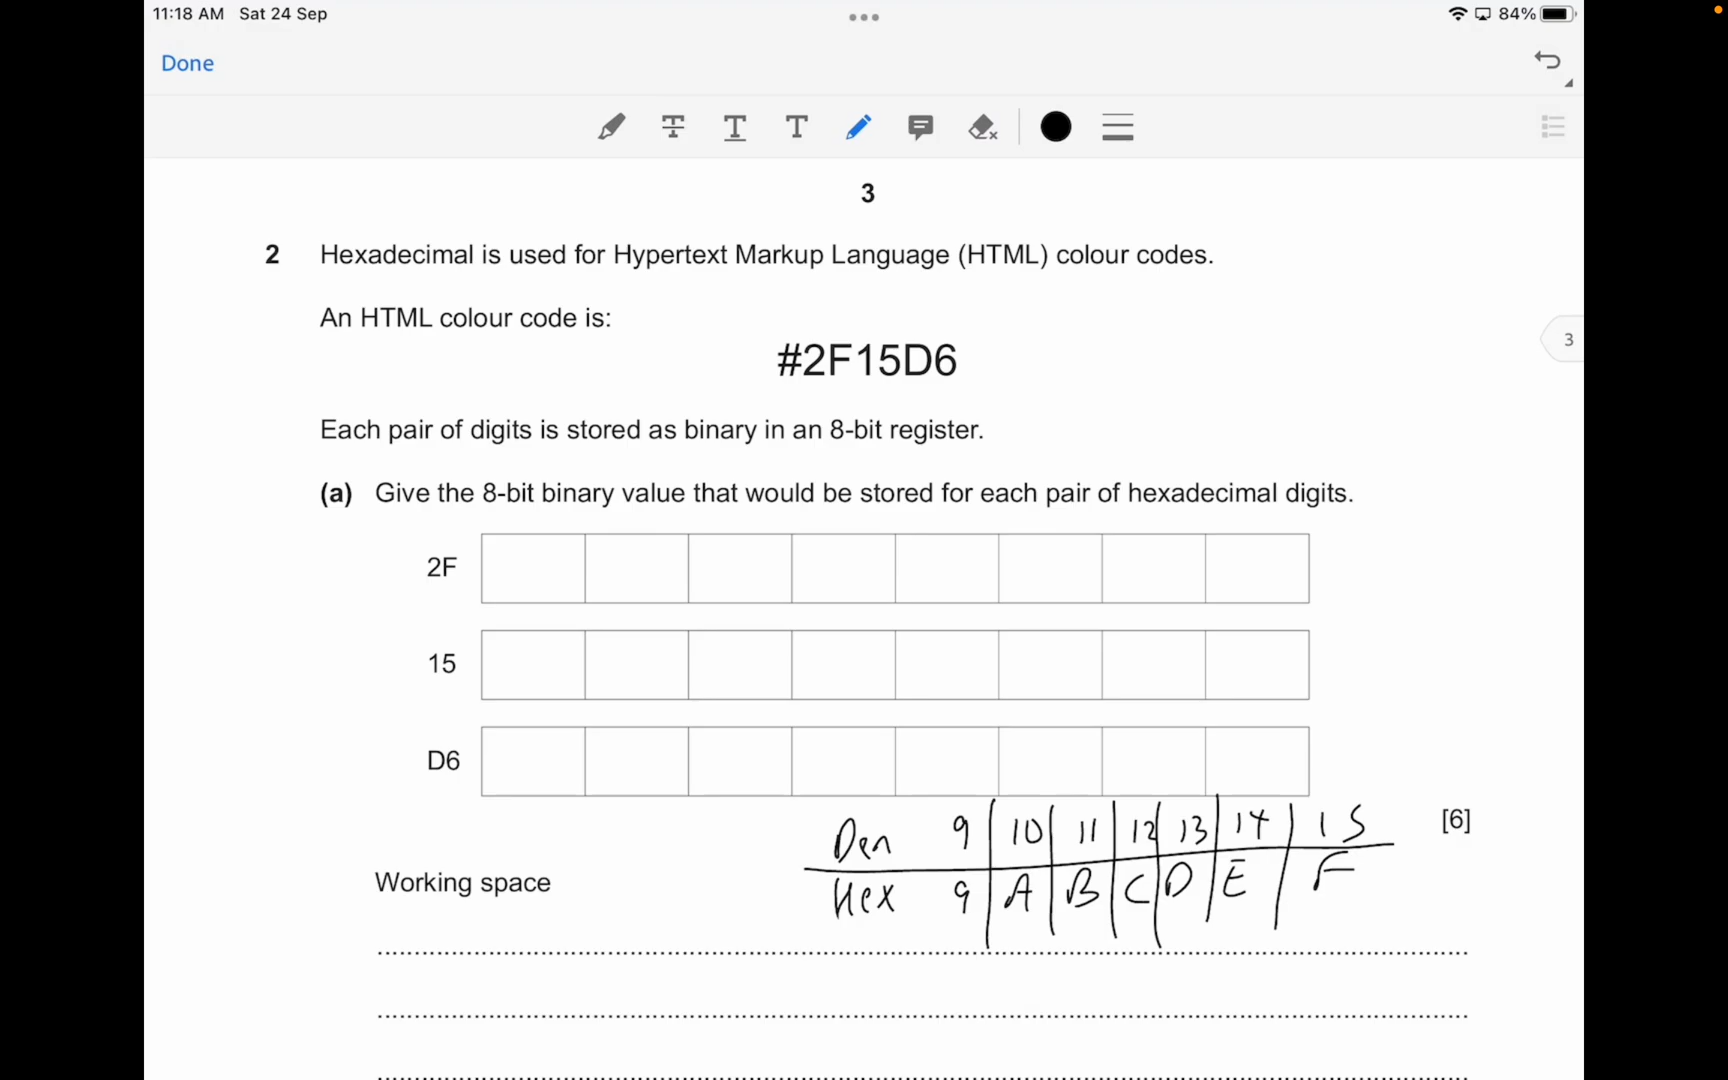 11:18 AM Sat 24 Sep
84%
Done
T T T
3
2 Hexadecimal is used for Hypertext Markup Language (HTML) colour codes.
An HTML colour code is:
#2F15D6
3
Each pair of digits is stored as binary in an 8-bit register.
(a) Give the 8-bit binary value that would be stored for each pair of hexadecimal digits.
2F
15
D6
[6]
Den 9 10 11 12 13 14 15
Hex 9 A B C D E F
Working space